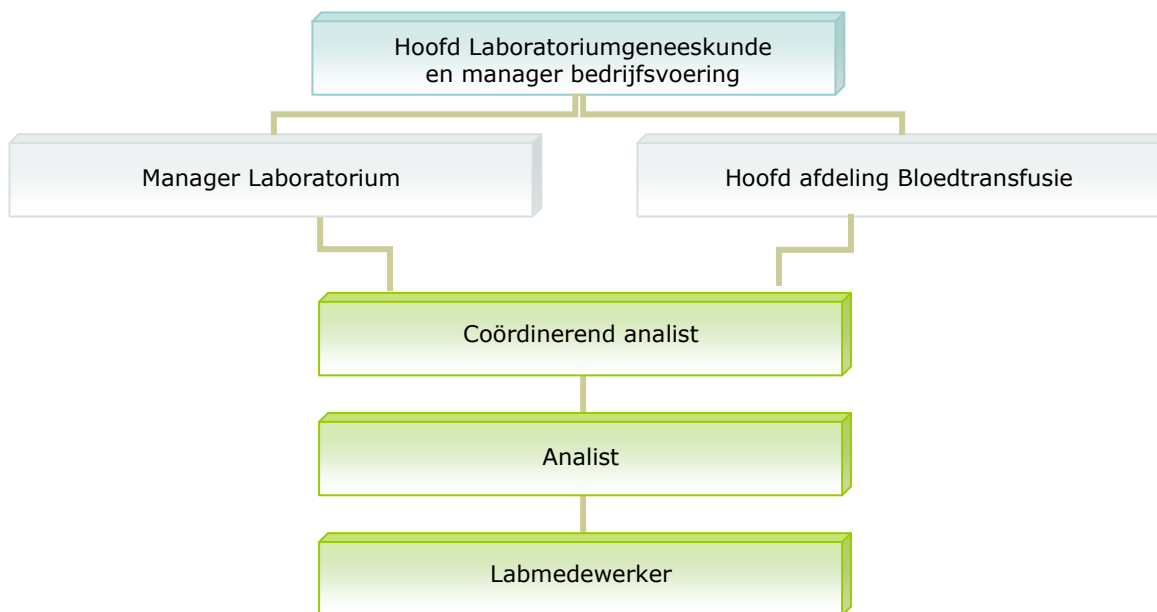 Hoofd Laboratoriumgeneeskunde
en manager bedrijfsvoering
Manager Laboratorium
Hoofd afdeling Bloedtransfusie
Coördinerend analist
Analist
Labmedewerker